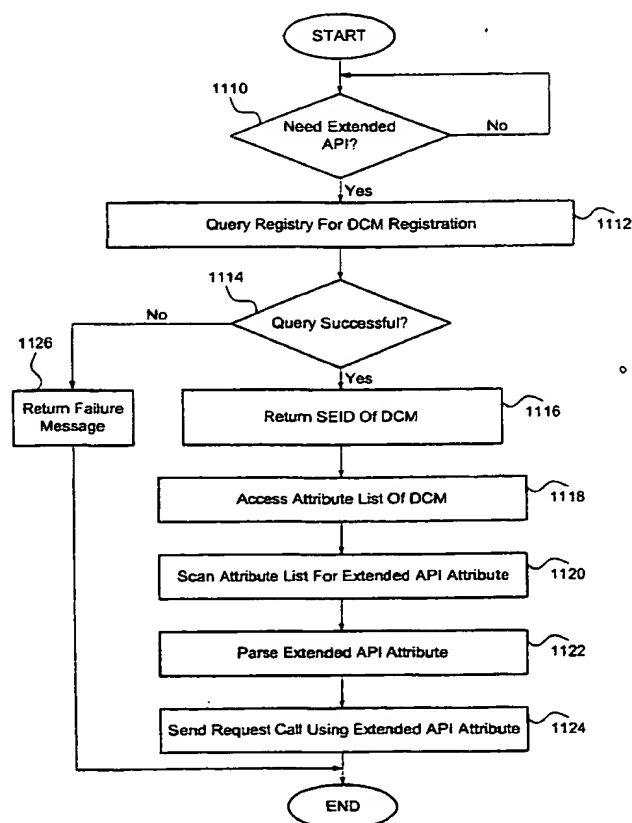 START
1110
Need Extended
API?
No
Yes
Query Registry For DCM Registration
1112
1114
Query Successful?
No
Yes
1126
Return Failure
Message
Return SEID Of DCM
1116
Access Attribute List Of DCM
1118
Scan Attribute List For Extended API Attribute
1120
Parse Extended API Attribute
1122
Send Request Call Using Extended API Attribute
1124
END